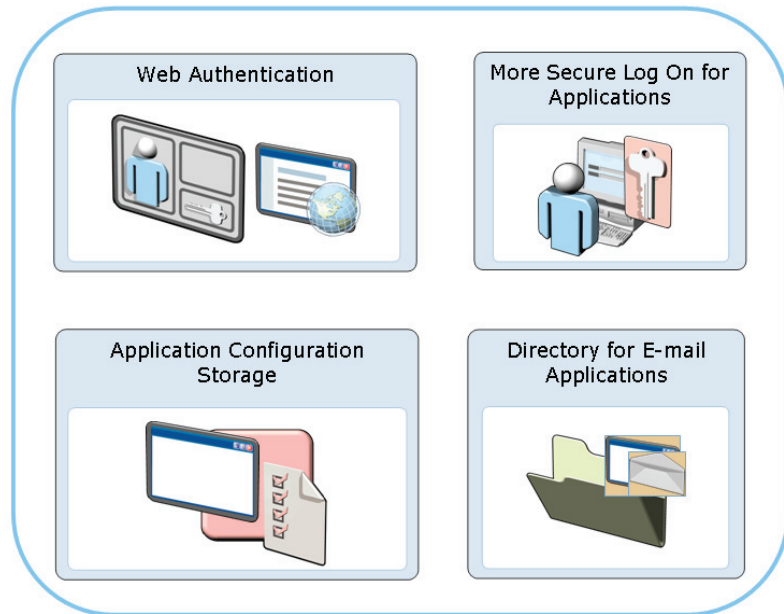 Web Authentication
More Secure Log On for
Applications
Application Configuration
Storage
Directory for E-mail
Applications